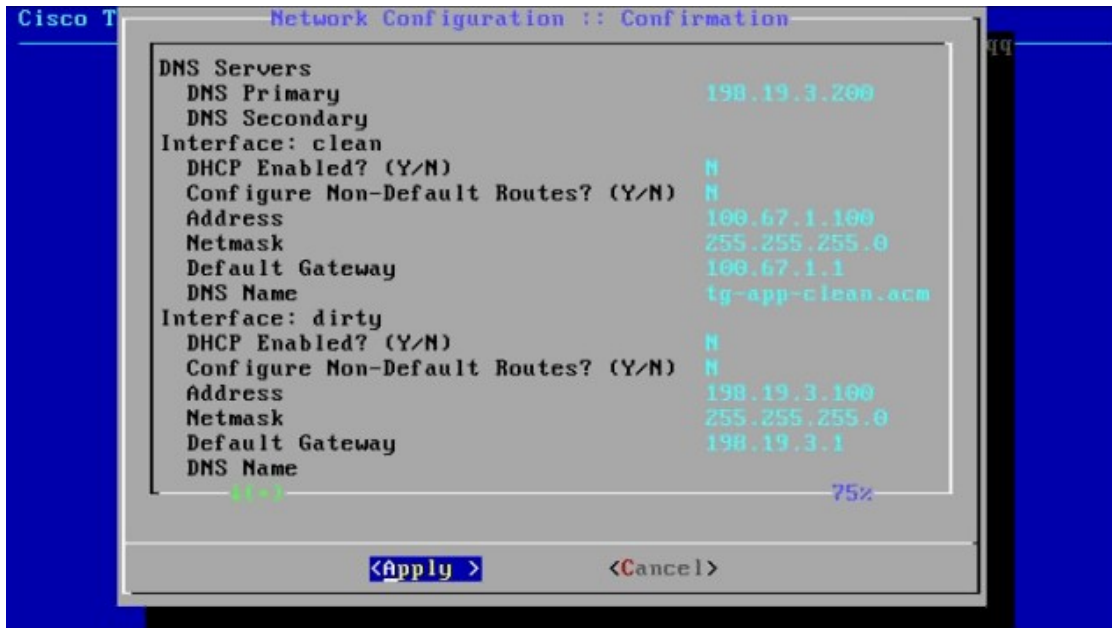 Cisco T
Network Configuration :: Confirmation
qq
DNS Servers
DNS Primary 198.19.3.200
DNS Secondary
Interface: clean
DHCP Enabled? (Y/N) N
Configure Non-Default Routes? (Y/N) N
Address 100.67.1.100
Netmask 255.255.255.0
Default Gateway 100.67.1.1
DNS Name tg-app-clean.acm
Interface: dirty
DHCP Enabled? (Y/N) N
Configure Non-Default Routes? (Y/N) N
Address 198.19.3.100
Netmask 255.255.255.0
Default Gateway 198.19.3.1
DNS Name
↓(+) 75%
<Apply > <Cancel>